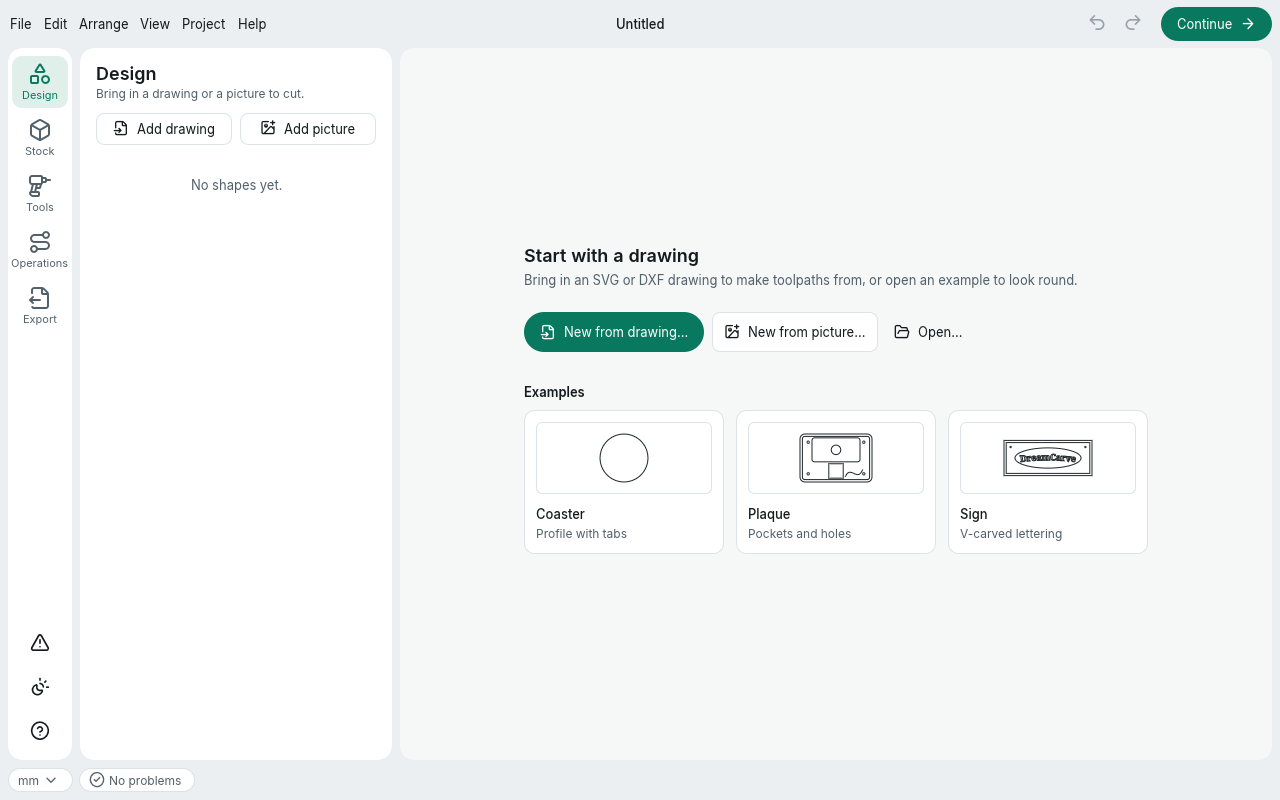 File Edit Arrange View Project Help
Untitled
Continue
Design
Stock
Tools
Operations
Export
Design
Bring in a drawing or a picture to cut.
Add drawing
Add picture
No shapes yet.
Start with a drawing
Bring in an SVG or DXF drawing to make toolpaths from, or open an example to look round.
New from drawing...
New from picture...
Open...
Examples
Coaster
Profile with tabs
Plaque
Pockets and holes
DreamCarve
Sign
V-carved lettering
mm
No problems